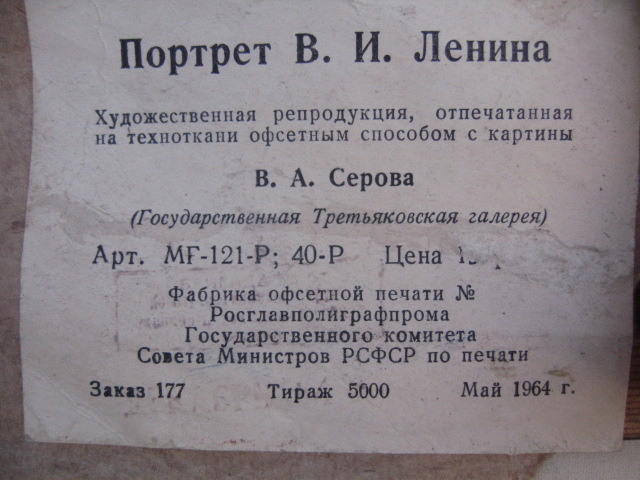 Портрет В. И. Ленина
Художественная репродукция, отпечатанная
на техноткани офсетным способом с картины
В. А. Серова
(Государственная Третьяковская галерея)
Арт. МГ-121-Р; 40-Р Цена
Фабрика офсетной печати №
Росглавполиграфпрома
Государственного комитета
Совета Министров РСФСР по печати
Заказ 177 Тираж 5000 Май 1964 г.